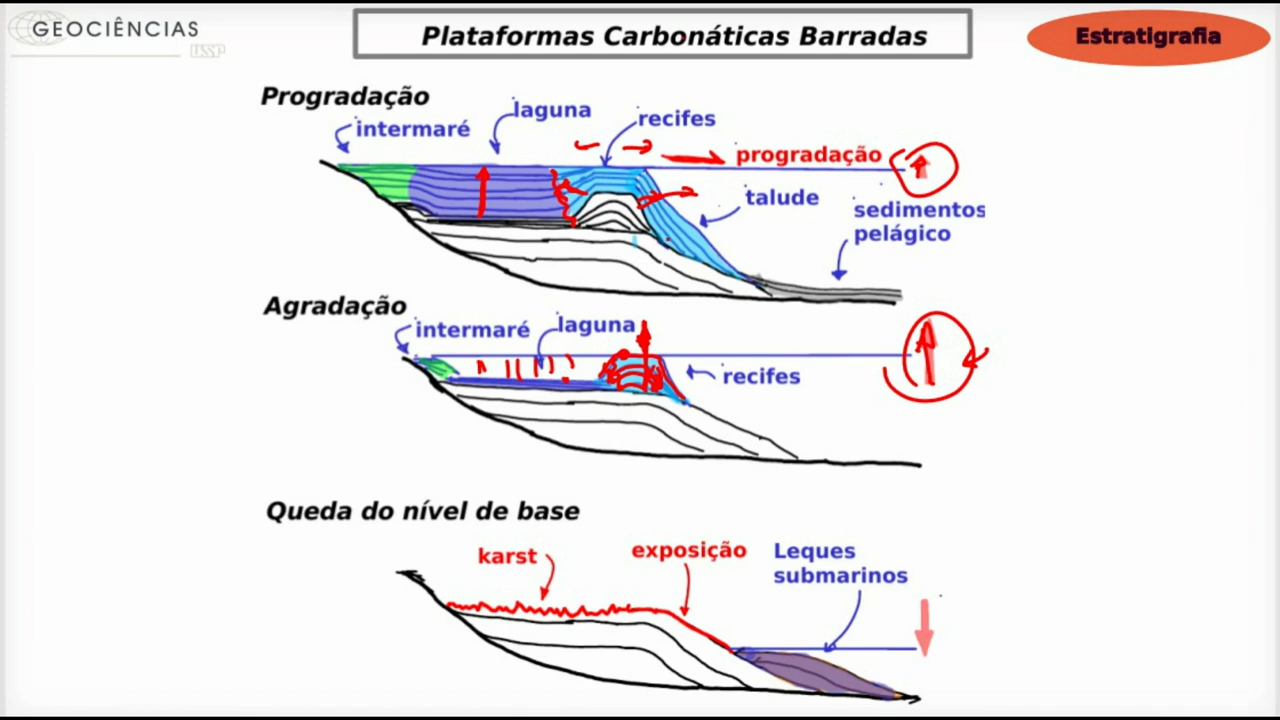 GEOCIÊNCIAS
USP
Plataformas Carbonáticas Barradas
Estratigrafia
Progradação
intermaré
laguna
recifes
progradação
talude
sedimentos
pelágico
Agradação
intermaré
laguna
recifes
Queda do nível de base
karst
exposição
Leques
submarinos